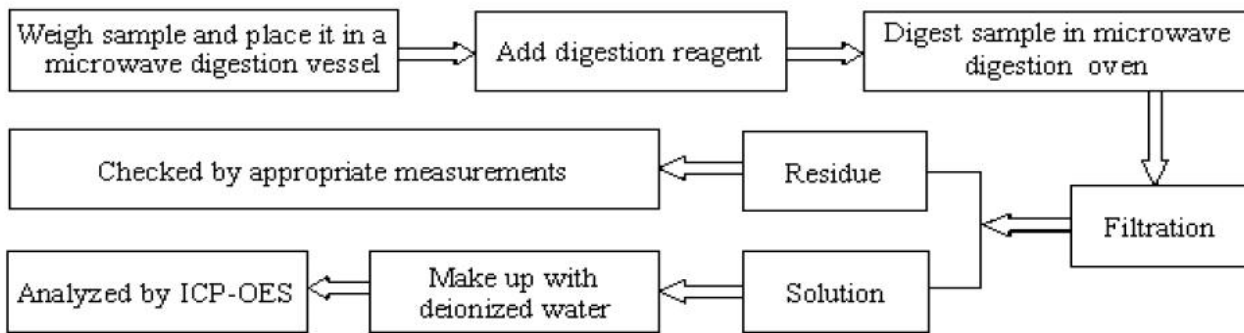 Weigh sample and place it in a
microwave digestion vessel
Add digestion reagent
Digest sample in microwave
digestion oven
Filtration
Residue
Checked by appropriate measurements
Solution
Make up with
deionized water
Analyzed by ICP-OES